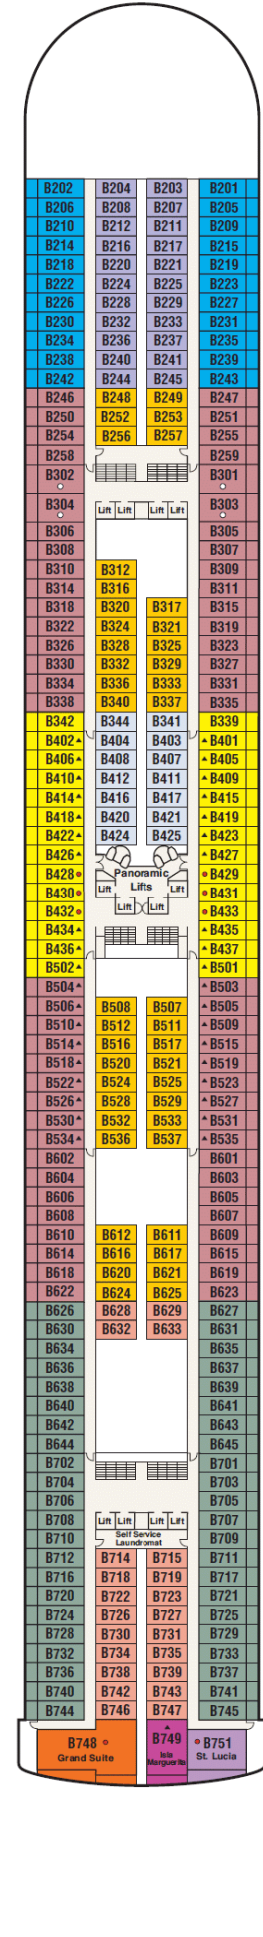 B202 B204 B203 B201
B206 B208 B207 B205
B210 B212 B211 B209
B214 B216 B217 B215
B218 B220 B221 B219
B222 B224 B225 B223
B226 B228 B229 B227
B230 B232 B233 B231
B234 B236 B237 B235
B238 B240 B241 B239
B242 B244 B245 B243
B246 B248 B249 B247
B250 B252 B253 B251
B254 B256 B257 B255
B258 B259
B302 B301
B304 Lift Lift Lift Lift B303
B306 B305
B308 B307
B310 B312 B309
B314 B316 B311
B318 B320 B317 B315
B322 B324 B321 B319
B326 B328 B325 B323
B330 B332 B329 B327
B334 B336 B333 B331
B338 B340 B337 B335
B342 B344 B341 B339
B402 B404 B403 B401
B406 B408 B407 B405
B410 B412 B411 B409
B414 B416 B417 B415
B418 B420 B421 B419
B422 B424 B425 B423
B426 B427
B428 Panoramic B429
Lifts
B430 Lift Lift B431
B432 Lift Lift B433
B434 B435
B436 B437
B502 B501
B504 B503
B506 B508 B507 B505
B510 B512 B511 B509
B514 B516 B517 B515
B518 B520 B521 B519
B522 B524 B525 B523
B526 B528 B529 B527
B530 B532 B533 B531
B534 B536 B537 B535
B602 B601
B604 B603
B606 B605
B608 B607
B610 B612 B611 B609
B614 B616 B617 B615
B618 B620 B621 B619
B622 B624 B625 B623
B626 B628 B629 B627
B630 B632 B633 B631
B634 B635
B636 B637
B638 B639
B640 B641
B642 B643
B644 B645
B702 B701
B704 B703
B706 B705
B708 Lift Lift Lift Lift B707
Self Service
B710 Laundromat B709
B712 B714 B715 B711
B716 B718 B719 B717
B720 B722 B723 B721
B724 B726 B727 B725
B728 B730 B731 B729
B732 B734 B735 B733
B736 B738 B739 B737
B740 B742 B743 B741
B744 B746 B747 B745
B748 B749 B751
Grand Suite Isla St. Lucia
Marguerita